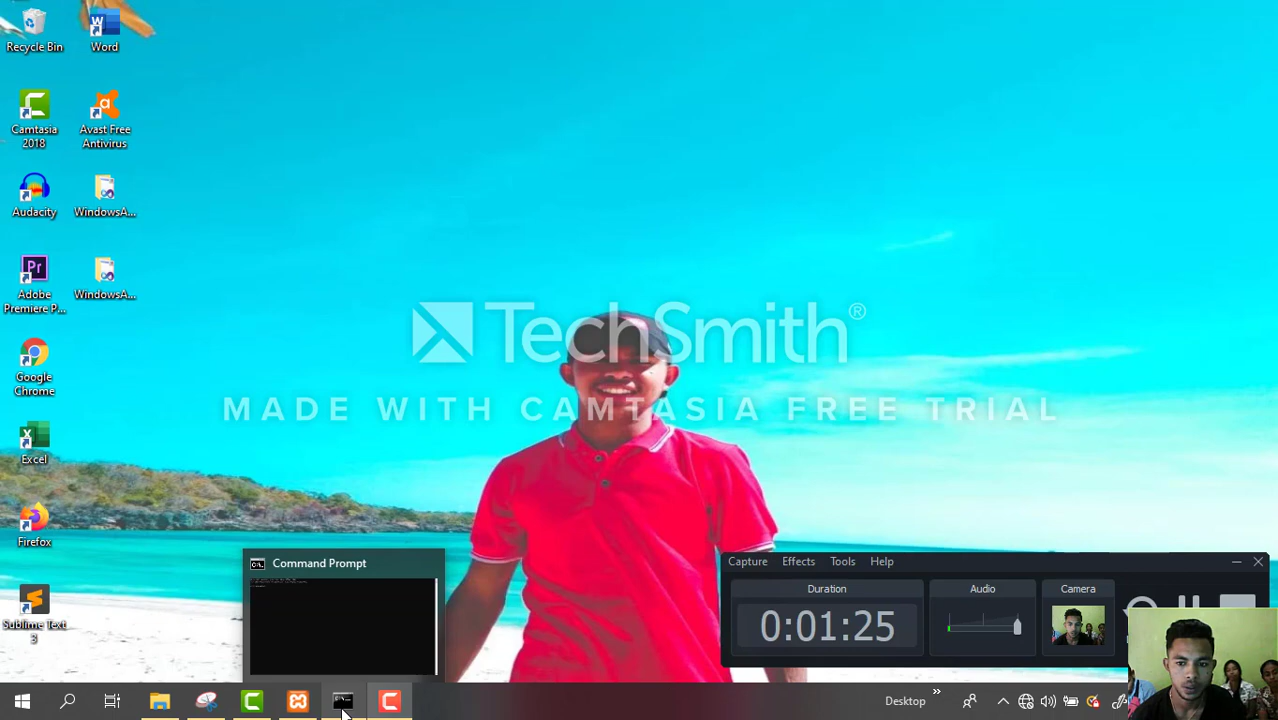 Recycle Bin
Word
Camtasia 2018
Avast Free Antivirus
Audacity
WindowsA...
Adobe Premiere P...
WindowsA...
Google Chrome
Excel
Firefox
Sublime Text 3
TechSmith®
MADE WITH CAMTASIA FREE TRIAL
Command Prompt
Capture Effects Tools Help
Duration
Audio
Camera
0:01:25
Desktop